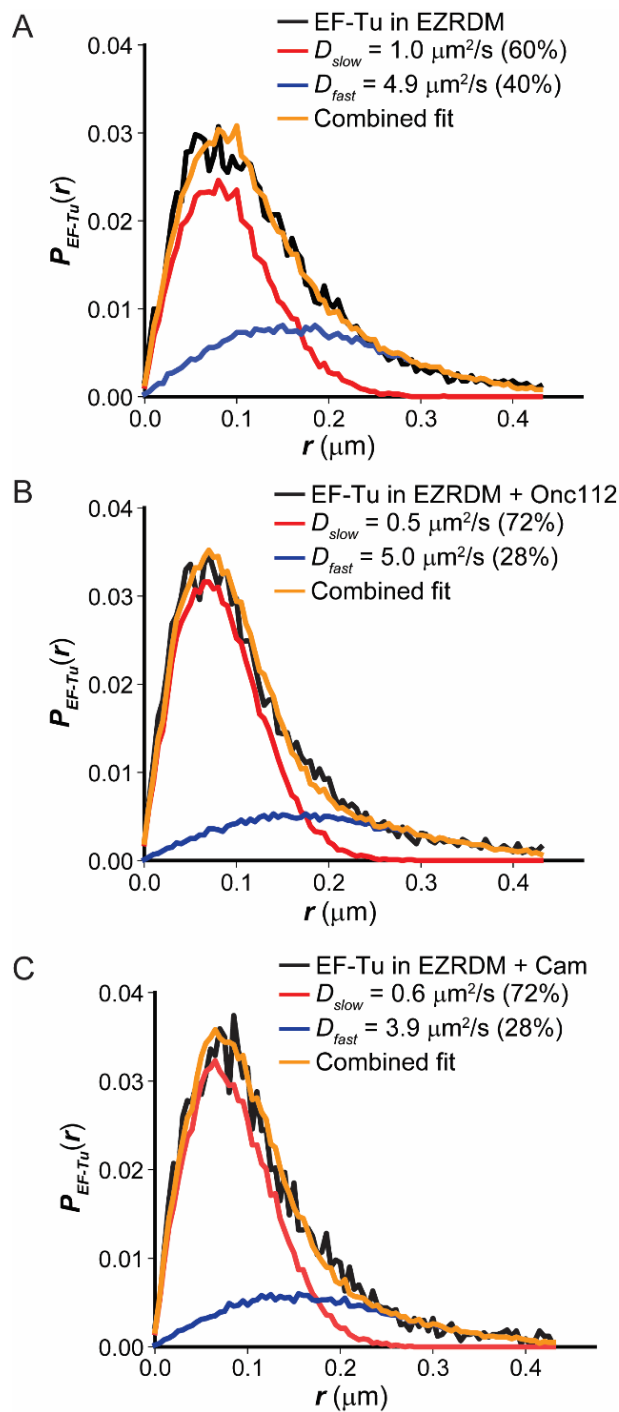 A
EF-Tu in EZRDM
Dslow = 1.0 μm²/s (60%)
Dfast = 4.9 μm²/s (40%)
Combined fit
0.04
0.03
0.02
0.01
0.00
PEF-Tu(r)
0.0 0.1 0.2 0.3 0.4
r (μm)
B
EF-Tu in EZRDM + Onc112
Dslow = 0.5 μm²/s (72%)
Dfast = 5.0 μm²/s (28%)
Combined fit
0.04
0.03
0.02
0.01
0.00
PEF-Tu(r)
0.0 0.1 0.2 0.3 0.4
r (μm)
C
EF-Tu in EZRDM + Cam
Dslow = 0.6 μm²/s (72%)
Dfast = 3.9 μm²/s (28%)
Combined fit
0.04
0.03
0.02
0.01
0.00
PEF-Tu(r)
0.0 0.1 0.2 0.3 0.4
r (μm)